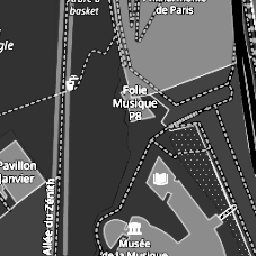 de Paris
basket
Folie
Musique
P8
Pavillon
Janvier
Allée du Zénith
Musée
de la Musique